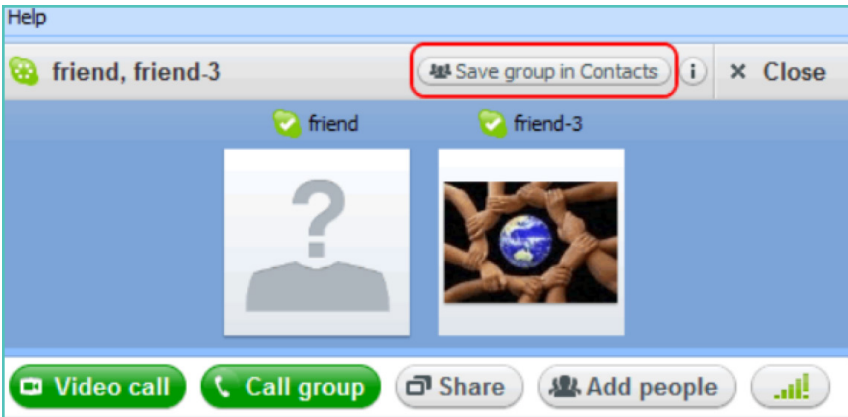 Help
friend, friend-3 Save group in Contacts i × Close
friend friend-3
?
Video call Call group Share Add people